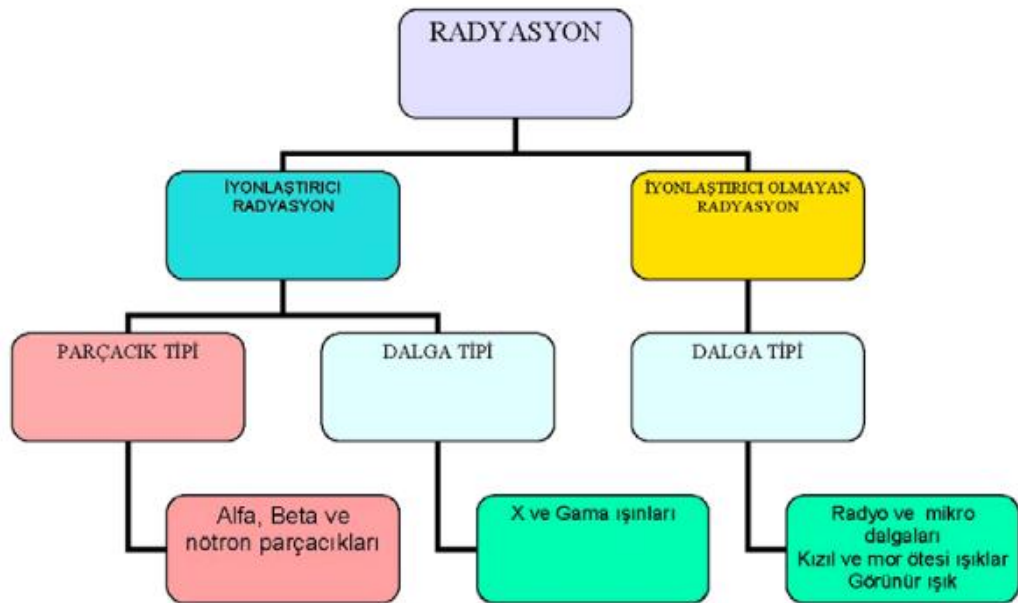 RADYASYON
İYONLAŞTIRICI
RADYASYON
İYONLAŞTIRICI OLMAYAN
RADYASYON
PARÇACIK TİPİ
DALGA TİPİ
DALGA TİPİ
Alfa, Beta ve
nötron parçacıkları
X ve Gama ışınları
Radyo ve mikro
dalgaları
Kızıl ve mor ötesi ışıklar
Görünür ışık